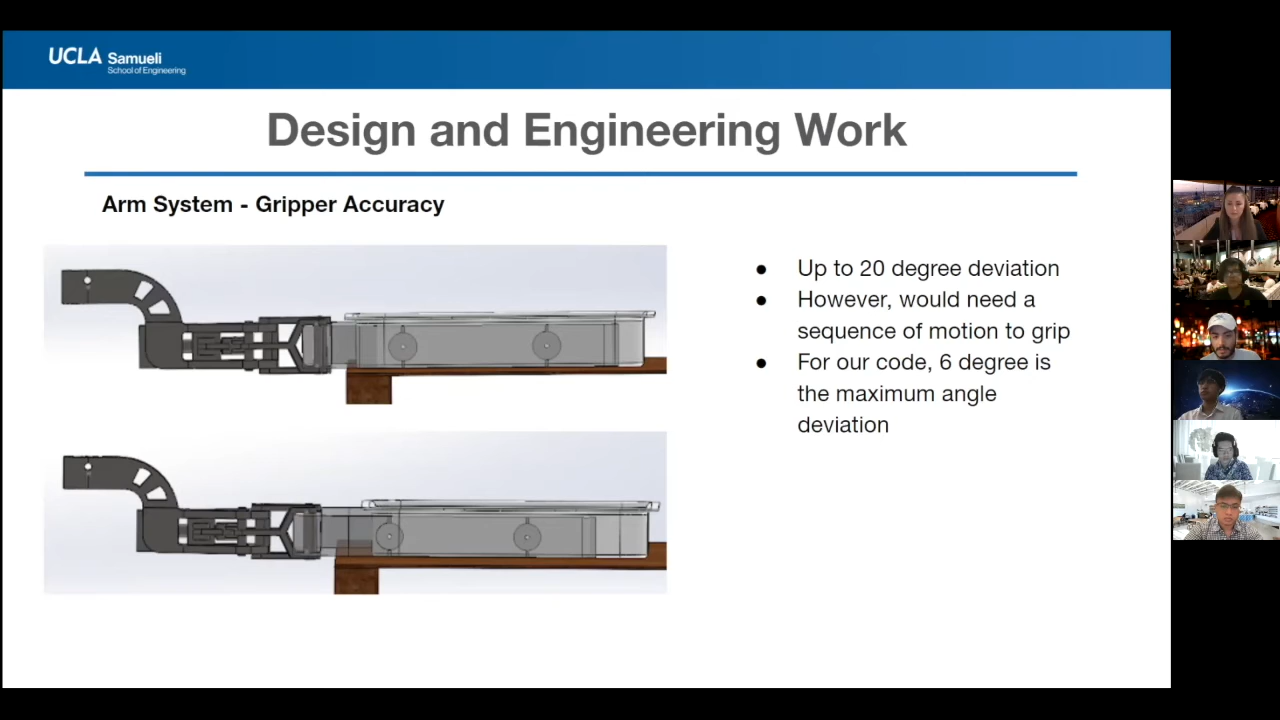 UCLA Samueli
School of Engineering
Design and Engineering Work
Arm System - Gripper Accuracy
● Up to 20 degree deviation
● However, would need a
sequence of motion to grip
● For our code, 6 degree is
the maximum angle
deviation